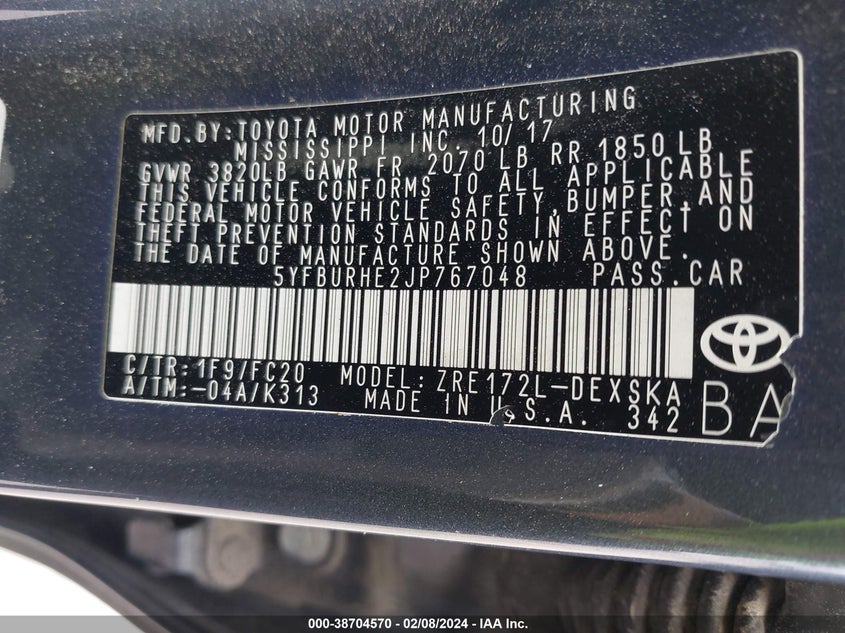 MFD.BY:TOYOTA MOTOR MANUFACTURING
MISSISSIPPI INC. 10/17
GVWR 3820LB GAWR FR 2070 LB RR 1850LB
THIS VEHICLE CONFORMS TO ALL APPLICABLE
FEDERAL MOTOR VEHICLE SAFETY,BUMPER,AND
THEFT PREVENTION STANDARDS IN EFFECT ON
THE DATE OF MANUFACTURE SHOWN ABOVE.
5YFBURHE2JP767048 PASS.CAR
C/TR:1F9/FC20 MODEL:ZRE172L-DEXSKA
A/TM:-04A/K313 MADE IN U.S.A. 342
BA
000-38704570 - 02/08/2024 - IAA Inc.